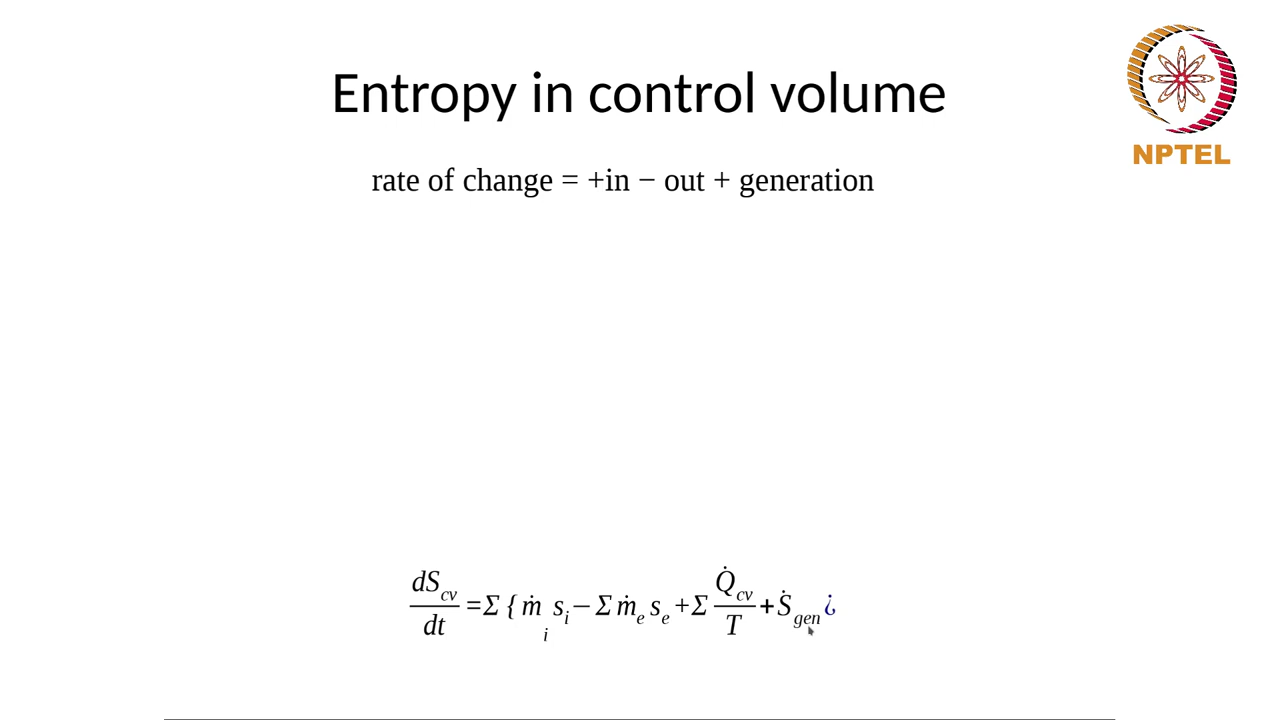 Entropy in control volume
NPTEL
rate of change = +in − out + generation
dS_cv/dt =Σ { ṁ_i s_i − Σ ṁ_e s_e +Σ Q̇_cv/T + Ṡ_gen ¿